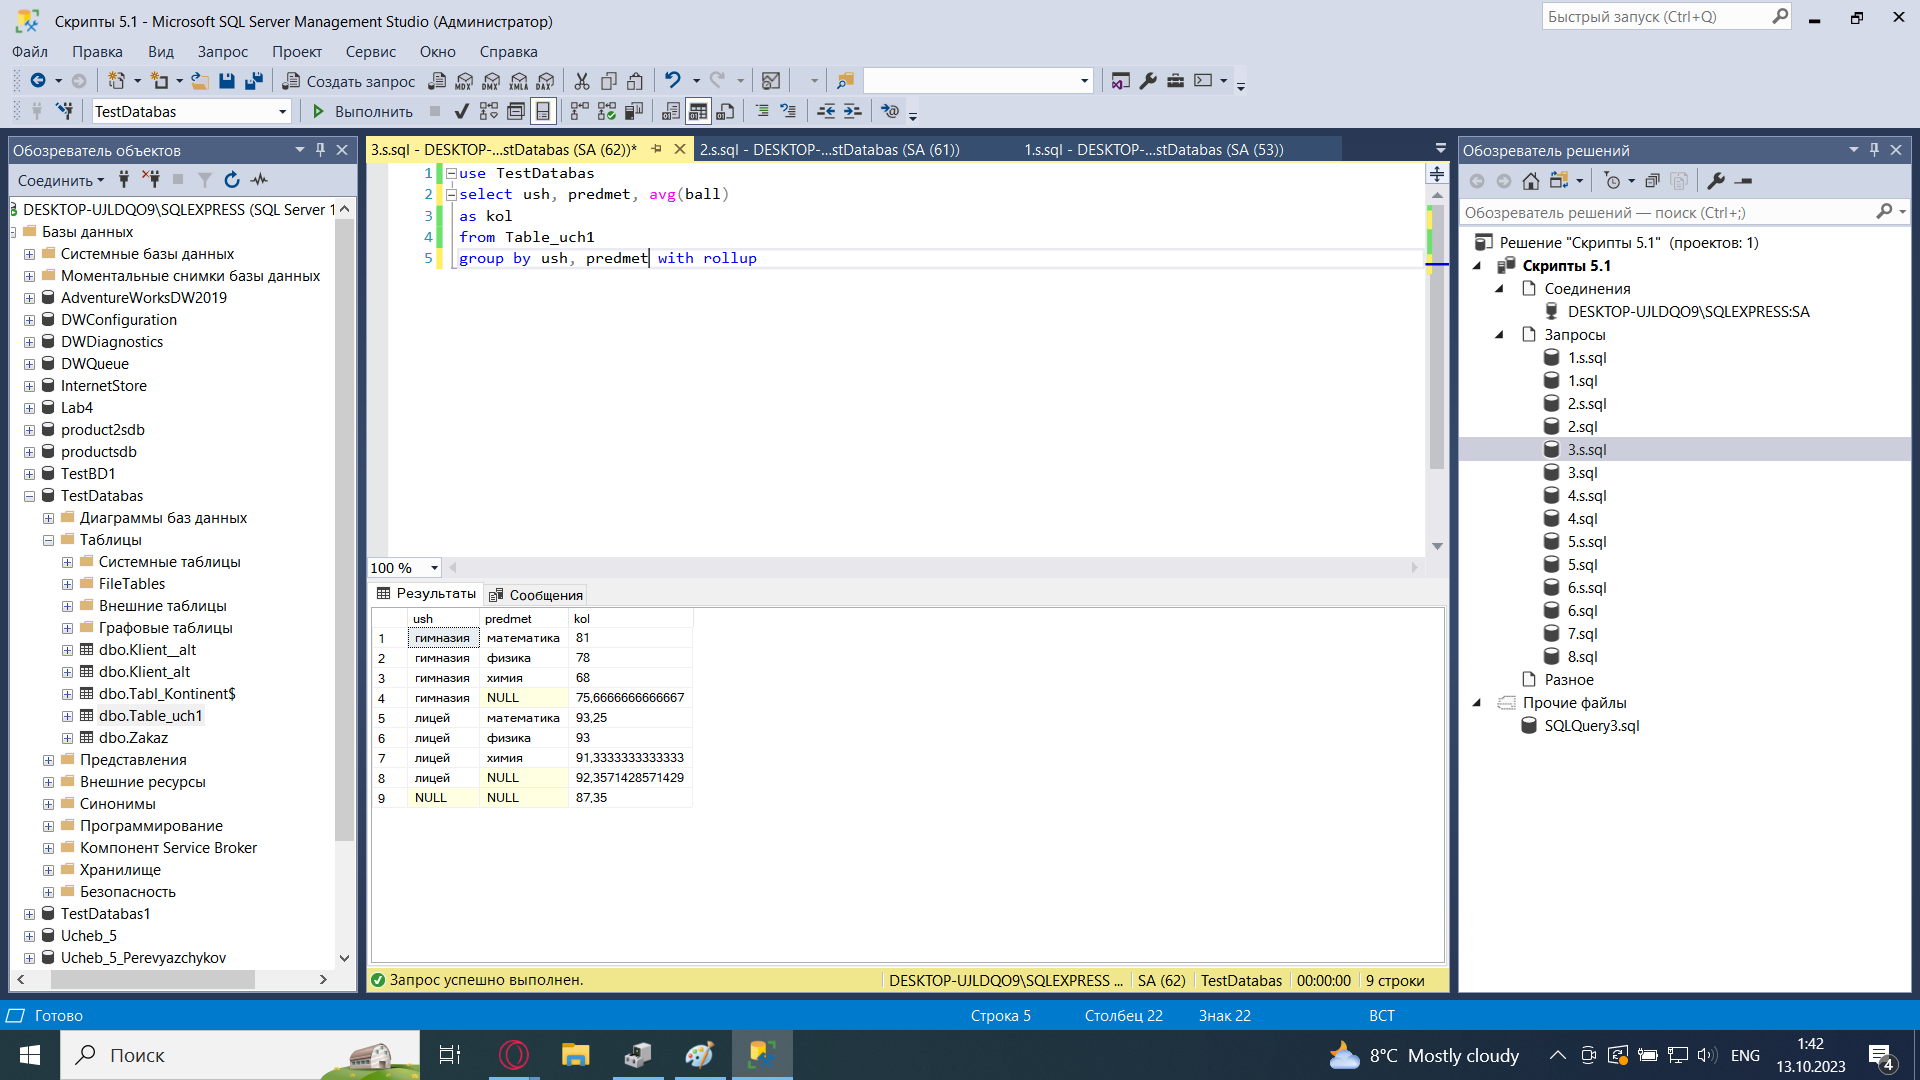 Скрипты 5.1 - Microsoft SQL Server Management Studio (Администратор)
Быстрый запуск (Ctrl+Q)
Файл Правка Вид Запрос Проект Сервис Окно Справка
Создать запрос MDX DMX XMLA DAX
TestDatabas Выполнить
Обозреватель объектов
Соединить
DESKTOP-UJLDQO9\SQLEXPRESS (SQL Server 1
Базы данных
Системные базы данных
Моментальные снимки базы данных
AdventureWorksDW2019
DWConfiguration
DWDiagnostics
DWQueue
InternetStore
Lab4
product2sdb
productsdb
TestBD1
TestDatabas
Диаграммы баз данных
Таблицы
Системные таблицы
FileTables
Внешние таблицы
Графовые таблицы
dbo.Klient__alt
dbo.Klient_alt
dbo.Tabl_Kontinent$
dbo.Table_uch1
dbo.Zakaz
Представления
Внешние ресурсы
Синонимы
Программирование
Компонент Service Broker
Хранилище
Безопасность
TestDatabas1
Ucheb_5
Ucheb_5_Perevyazchykov
3.s.sql - DESKTOP-...stDatabas (SA (62))* 2.s.sql - DESKTOP-...stDatabas (SA (61)) 1.s.sql - DESKTOP-...stDatabas (SA (53))
1 use TestDatabas
2 select ush, predmet, avg(ball)
3 as kol
4 from Table_uch1
5 group by ush, predmet with rollup
100 %
Результаты Сообщения
ush predmet kol
1 гимназия математика 81
2 гимназия физика 78
3 гимназия химия 68
4 гимназия NULL 75,6666666666667
5 лицей математика 93,25
6 лицей физика 93
7 лицей химия 91,3333333333333
8 лицей NULL 92,3571428571429
9 NULL NULL 87,35
Запрос успешно выполнен. DESKTOP-UJLDQO9\SQLEXPRESS ... SA (62) TestDatabas 00:00:00 9 строки
Обозреватель решений
Обозреватель решений — поиск (Ctrl+;)
Решение "Скрипты 5.1" (проектов: 1)
Скрипты 5.1
Соединения
DESKTOP-UJLDQO9\SQLEXPRESS:SA
Запросы
1.s.sql
1.sql
2.s.sql
2.sql
3.s.sql
3.sql
4.s.sql
4.sql
5.s.sql
5.sql
6.s.sql
6.sql
7.sql
8.sql
Разное
Прочие файлы
SQLQuery3.sql
Готово Строка 5 Столбец 22 Знак 22 ВСТ
Поиск
8°C Mostly cloudy
ENG
1:42
13.10.2023
4